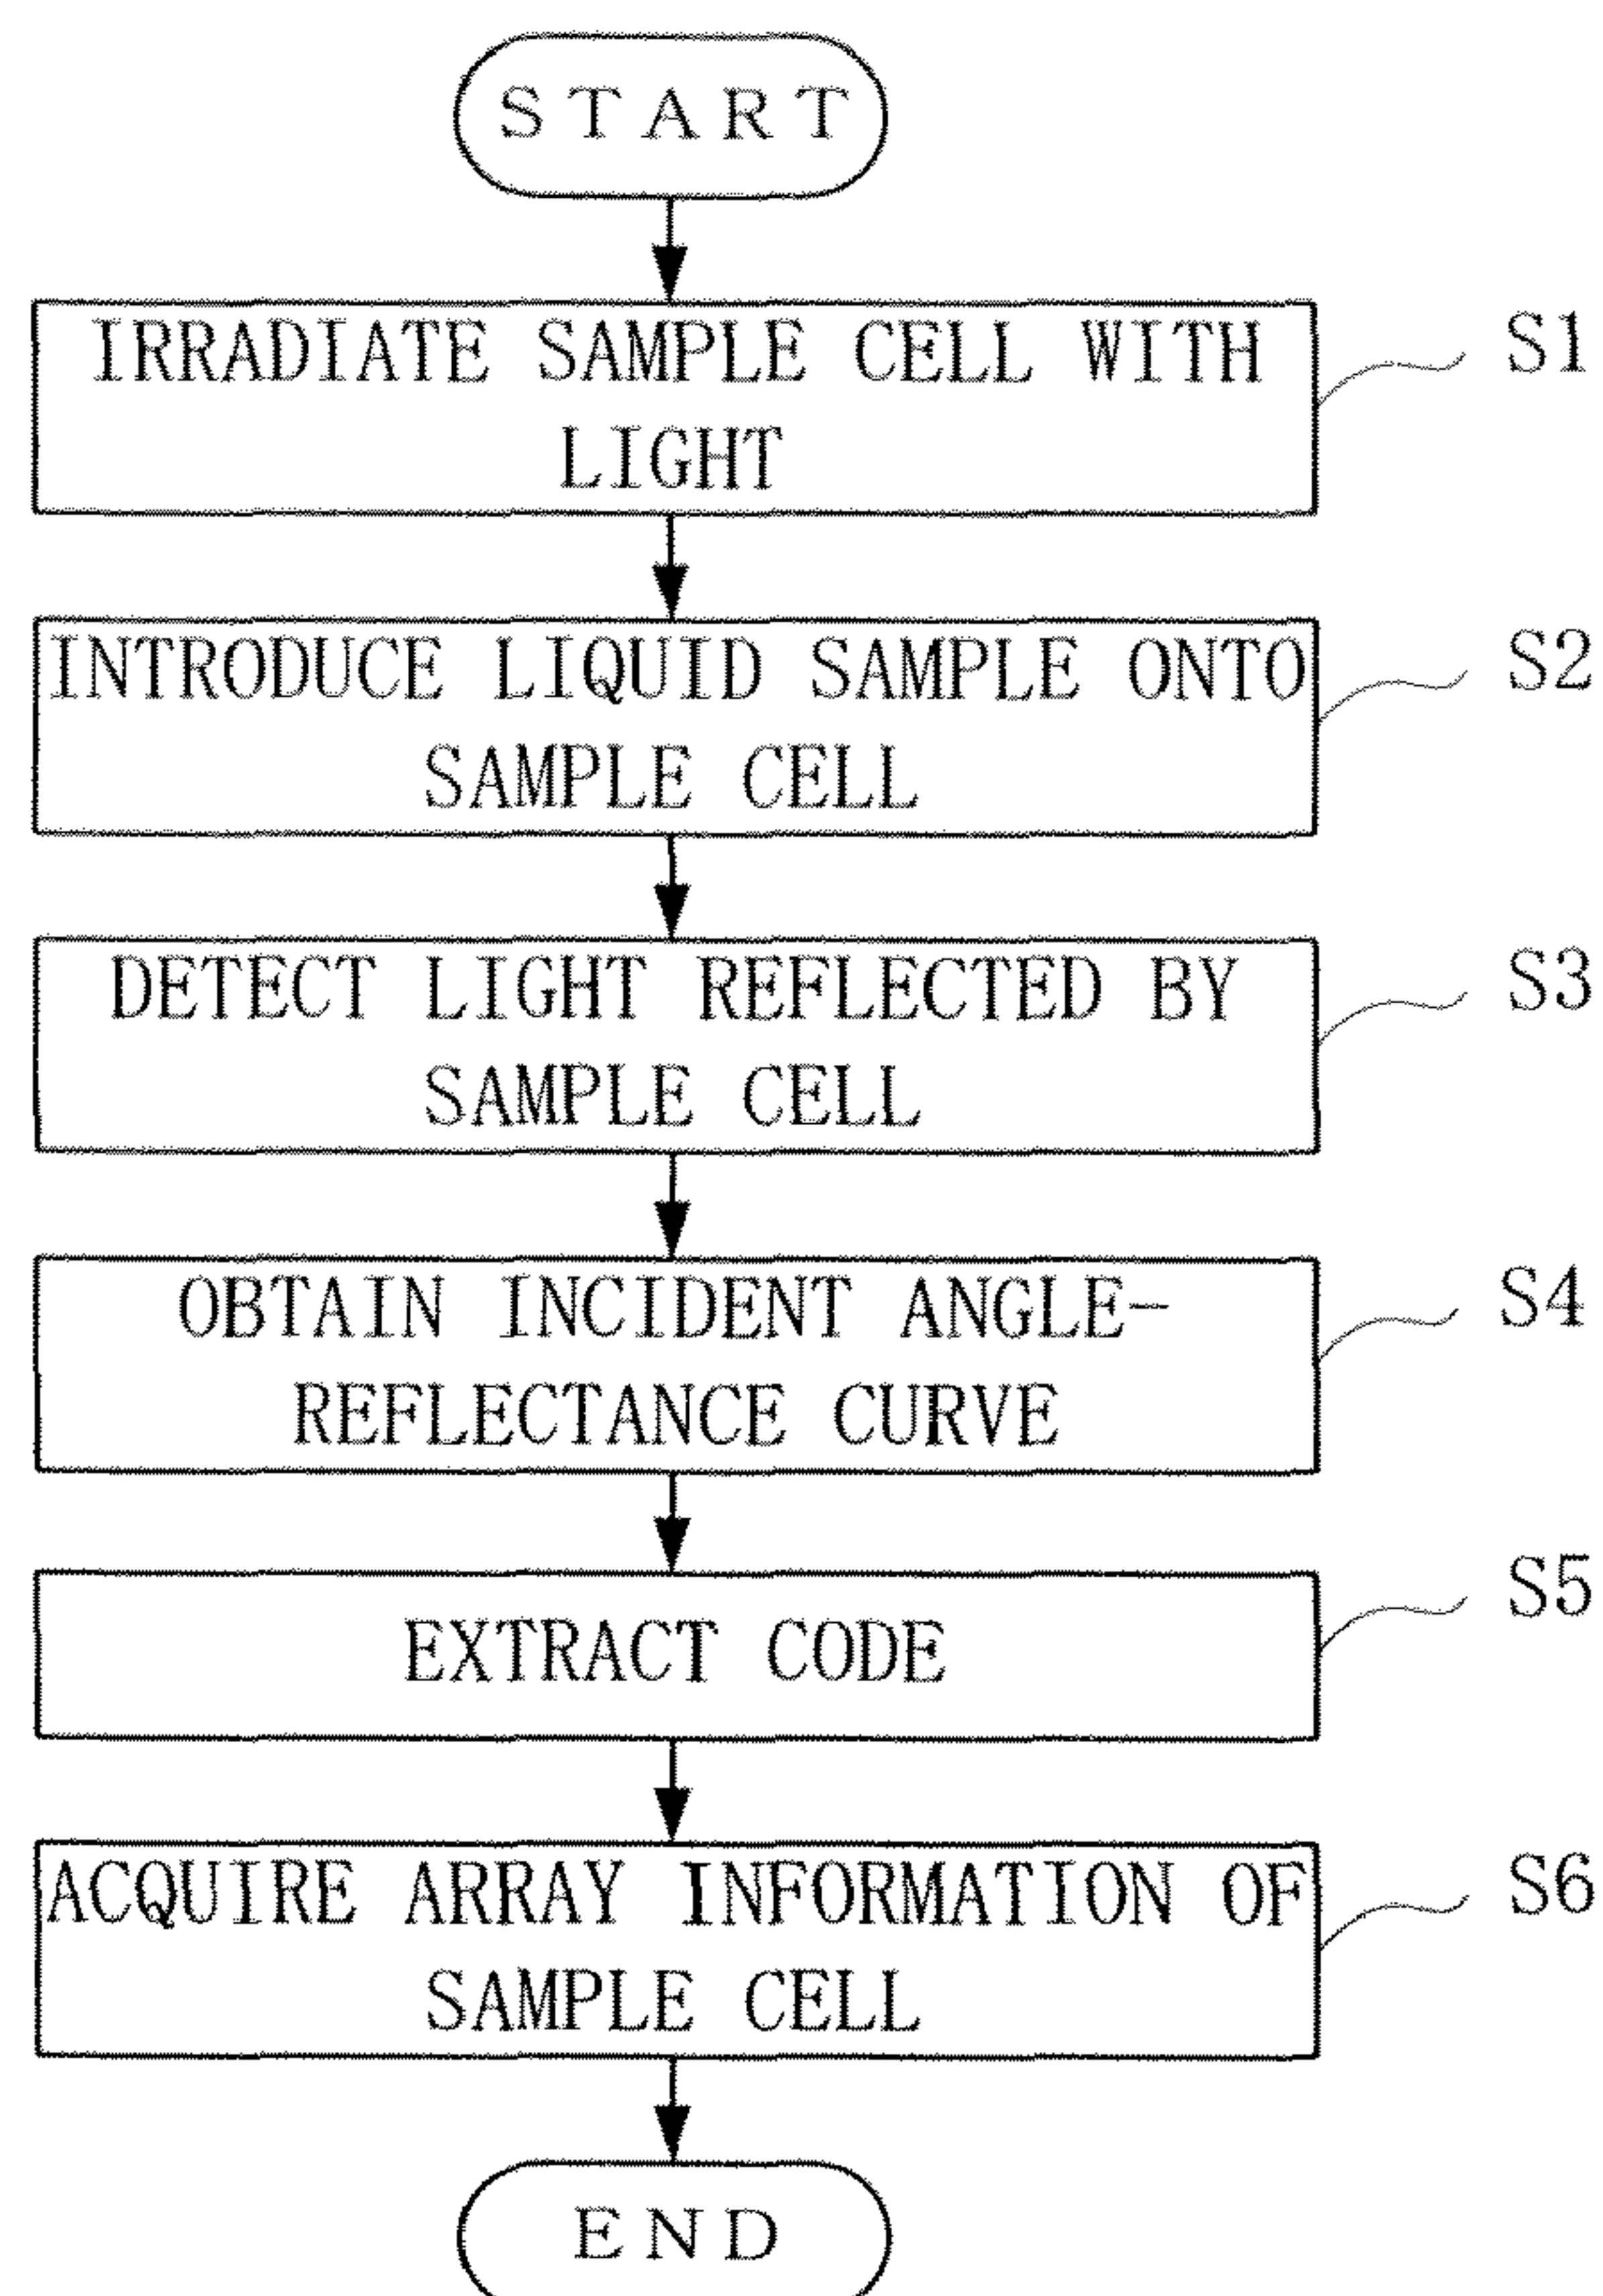 START
IRRADIATE SAMPLE CELL WITH
LIGHT
S1
INTRODUCE LIQUID SAMPLE ONTO
SAMPLE CELL
S2
DETECT LIGHT REFLECTED BY
SAMPLE CELL
S3
OBTAIN INCIDENT ANGLE-
REFLECTANCE CURVE
S4
EXTRACT CODE
S5
ACQUIRE ARRAY INFORMATION OF
SAMPLE CELL
S6
END